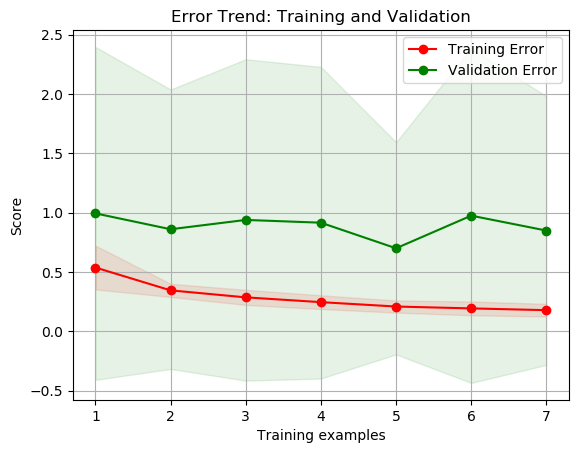 Error Trend: Training and Validation
2.5
2.0
1.5
1.0
0.5
0.0
−0.5
Score
Training Error
Validation Error
1 2 3 4 5 6 7
Training examples